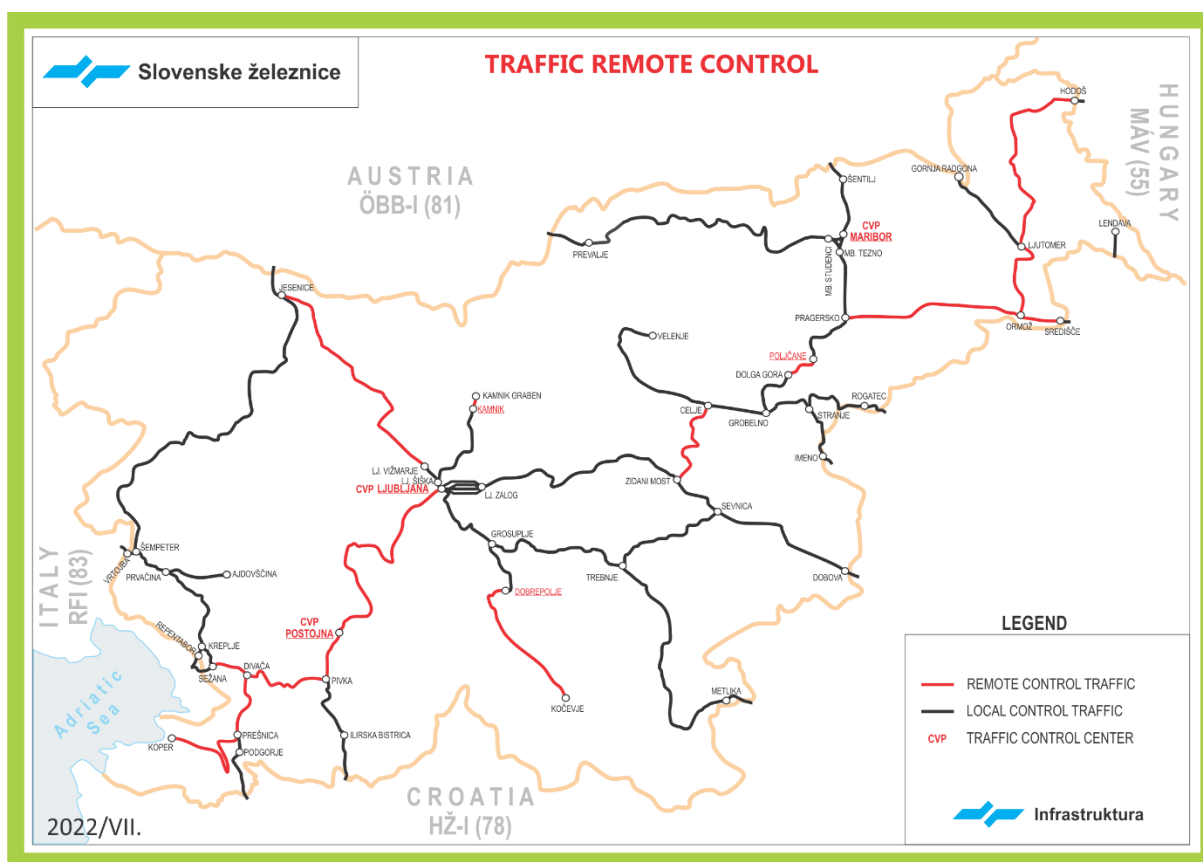 Slovenske železnice
TRAFFIC REMOTE CONTROL
HUNGARY
MÁV (55)
AUSTRIA
ÖBB-I (81)
HODOŠ
GORNJA RADGONA
ŠENTILJ
LENDAVA
CVP
MARIBOR
LJUTOMER
PREVALJE
MB. STUDENCI
MB. TEZNO
JESENICE
PRAGERSKO
ORMOŽ
SREDIŠČE
VELENJE
POLJČANE
DOLGA GORA
KAMNIK GRABEN
KAMNIK
CELJE
GROBELNO
STRANJE
ROGATEC
IMENO
LJ. VIŽMARJE
LJ. ŠIŠKA
CVP LJUBLJANA
LJ. ZALOG
ZIDANI MOST
SEVNICA
GROSUPLJE
ITALY
RFI (83)
VRTOJBA
ŠEMPETER
PRVAČINA
AJDOVŠČINA
TREBNJE
DOBOVA
DOBREPOLJE
CVP
POSTOJNA
REPENTABOR
KREPLJE
SEŽANA
DIVAČA
PIVKA
KOČEVJE
METLIKA
Adriatic
Sea
KOPER
PREŠNICA
PODGORJE
ILIRSKA BISTRICA
CROATIA
HŽ-I (78)
LEGEND
REMOTE CONTROL TRAFFIC
LOCAL CONTROL TRAFFIC
CVP TRAFFIC CONTROL CENTER
Infrastruktura
2022/VII.